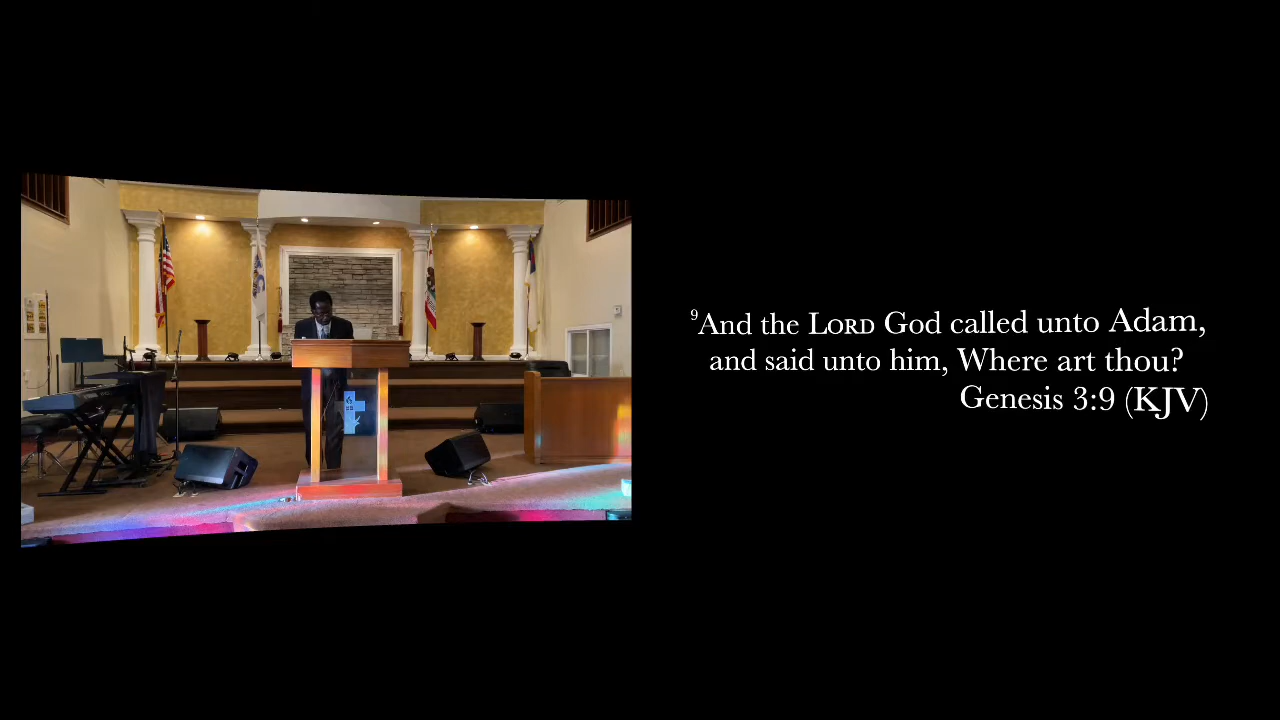 ⁹And the LORD God called unto Adam,
and said unto him, Where art thou?
Genesis 3:9 (KJV)